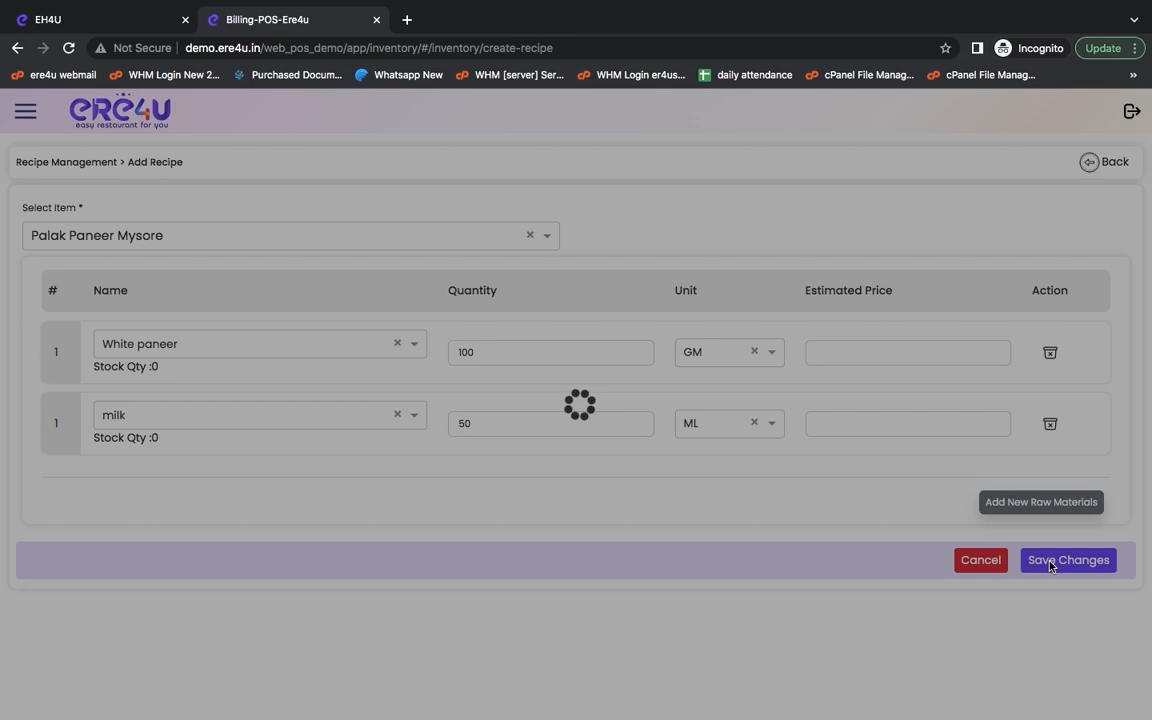 EH4U
Billing-POS-Ere4u
Not Secure
demo.ere4u.in/web_pos_demo/app/inventory/#/inventory/create-recipe
Incognito
Update
ere4u webmail
WHM Login New 2...
Purchased Docum...
Whatsapp New
WHM [server] Ser...
WHM Login er4us...
daily attendance
cPanel File Manag...
cPanel File Manag...
»
eRe4U
easy restaurant for you
Recipe Management > Add Recipe
Back
Select Item *
Palak Paneer Mysore
# Name Quantity Unit Estimated Price Action
1 White paneer 100 GM
Stock Qty :0
1 milk 50 ML
Stock Qty :0
Add New Raw Materials
Cancel
Save Changes